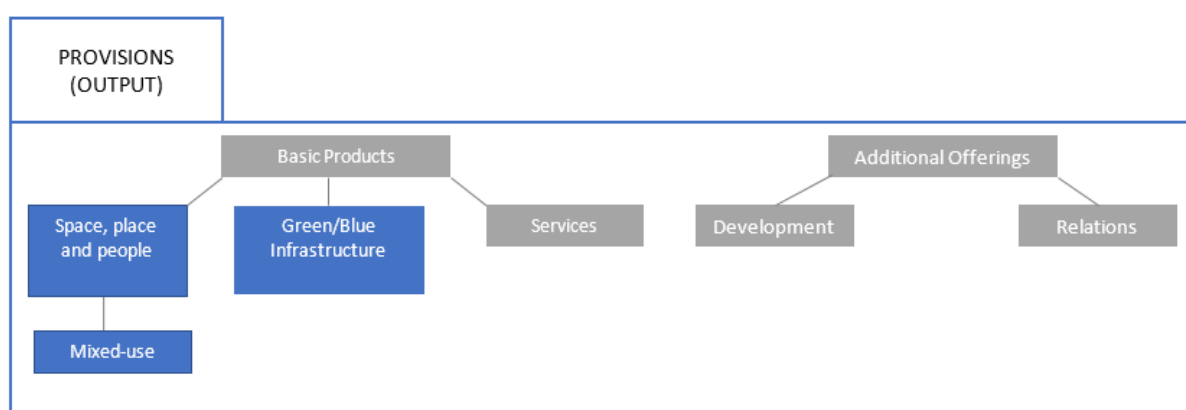 PROVISIONS
(OUTPUT)
Basic Products
Additional Offerings
Space, place
and people
Green/Blue
Infrastructure
Services
Development
Relations
Mixed-use